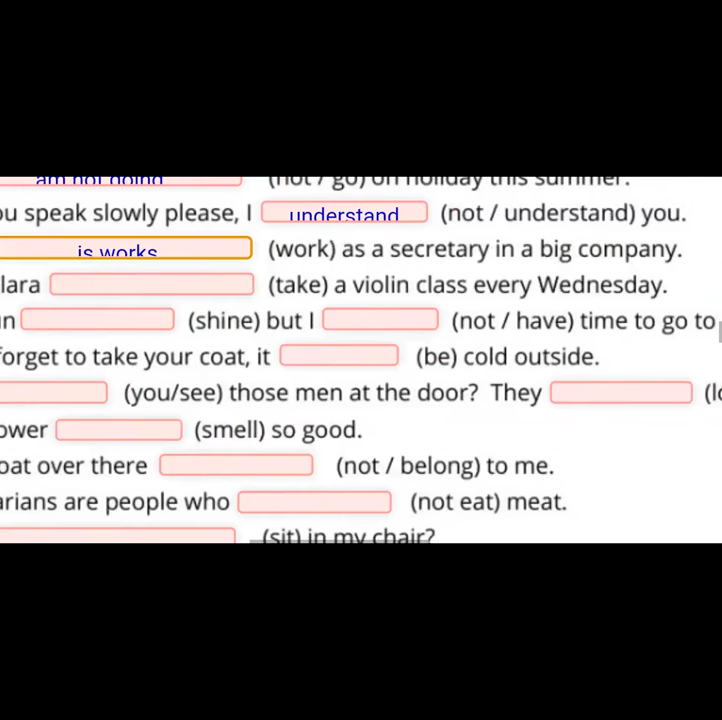 am not going (not / go) on holiday this summer.
ou speak slowly please, I understand (not / understand) you.
is works (work) as a secretary in a big company.
lara (take) a violin class every Wednesday.
n (shine) but I (not / have) time to go to
forget to take your coat, it (be) cold outside.
(you/see) those men at the door? They (lo
ower (smell) so good.
oat over there (not / belong) to me.
arians are people who (not eat) meat.
(sit) in my chair?